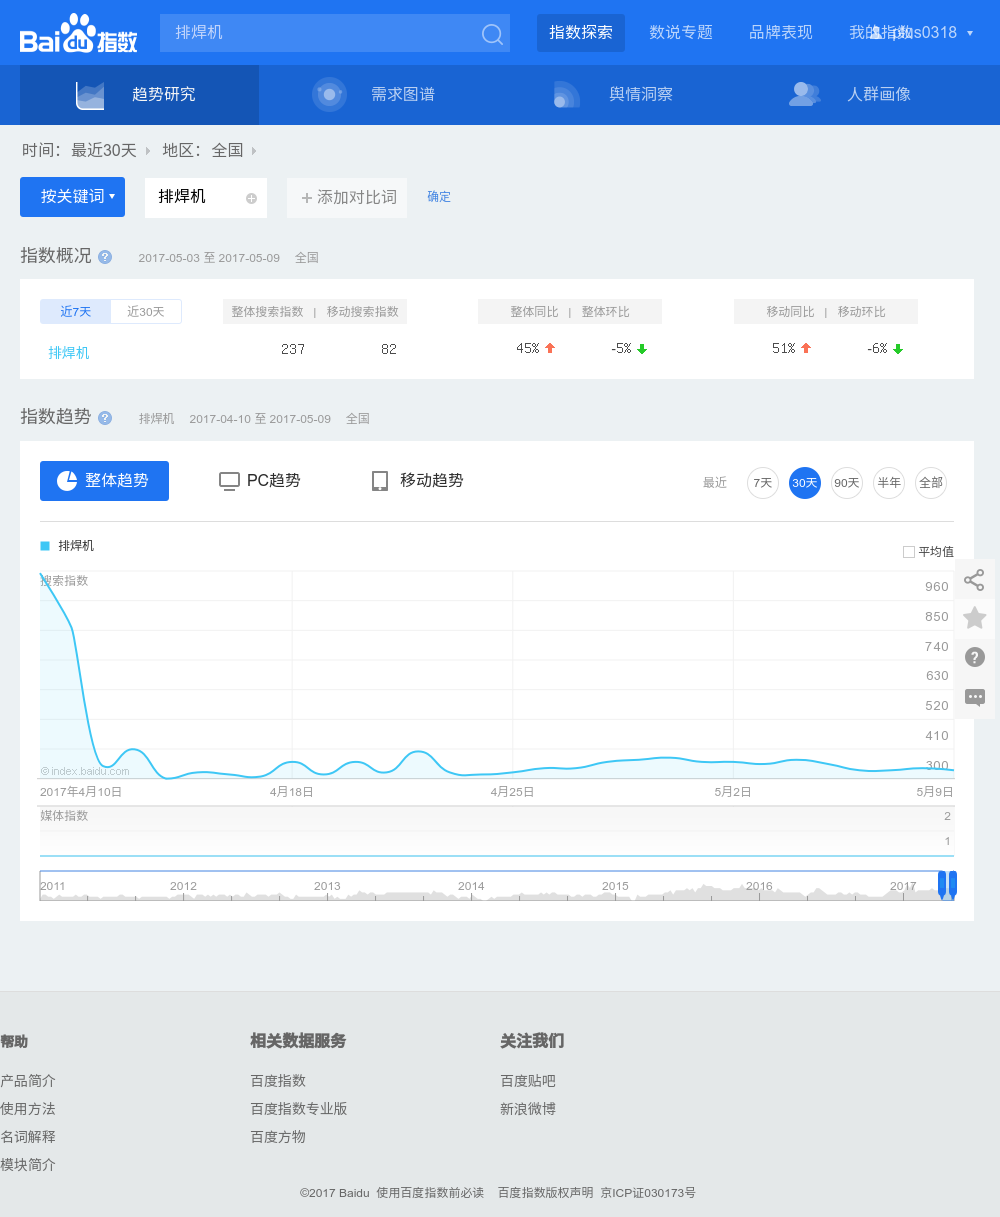 Bai du 指数
排焊机
指数探索 数说专题 品牌表现 我的指数 plus0318
趋势研究 需求图谱 舆情洞察 人群画像
时间： 最近30天 地区： 全国
按关键词 排焊机 添加对比词 确定
指数概况 ? 2017-05-03 至 2017-05-09 全国
近7天 近30天 整体搜索指数 | 移动搜索指数 整体同比 | 整体环比 移动同比 | 移动环比
排焊机 237 82 45% -5% 51% -6%
指数趋势 ? 排焊机 2017-04-10 至 2017-05-09 全国
整体趋势 PC趋势 移动趋势 最近 7天 30天 90天 半年 全部
排焊机
平均值
搜索指数
960
850
740
630
520
410
300
©index.baidu.com
2017年4月10日 4月18日 4月25日 5月2日 5月9日
媒体指数 2
1
2011 2012 2013 2014 2015 2016 2017
帮助 相关数据服务 关注我们
产品简介 百度指数 百度贴吧
使用方法 百度指数专业版 新浪微博
名词解释 百度方物
模块简介
©2017 Baidu 使用百度指数前必读 百度指数版权声明 京ICP证030173号